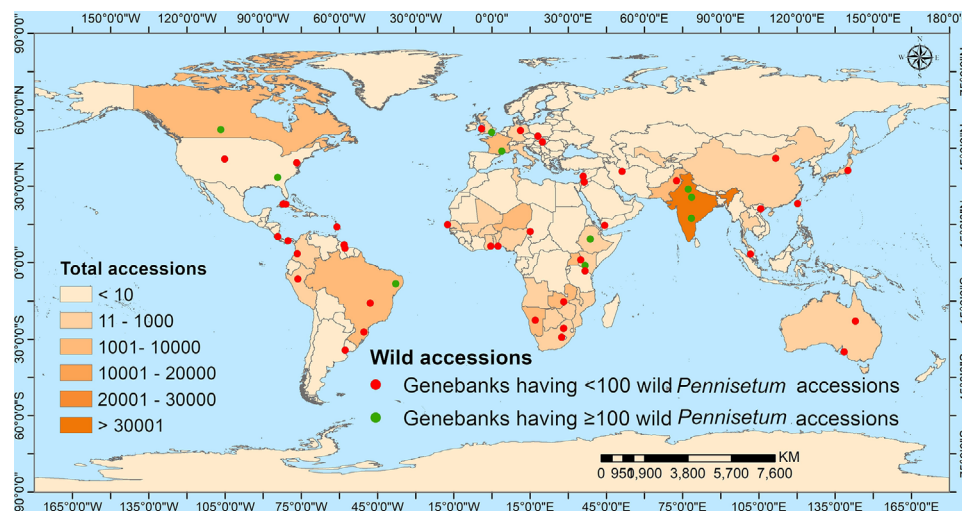 150°0'0"W 120°0'0"W 90°0'0"W 60°0'0"W 30°0'0"W 0°0'0" 30°0'0"E 60°0'0"E 90°0'0"E 120°0'0"E 150°0'0"E 180°0'
90°0'0"
N
W E
S
60°0'0"N
30°0'0"N
0°0'0"
30°0'0"S
60°0'0"S
90°0'0"
Total accessions
< 10
11 - 1000
1001- 10000
10001 - 20000
20001 - 30000
> 30001
Wild accessions
Genebanks having <100 wild Pennisetum accessions
Genebanks having ≥100 wild Pennisetum accessions
KM
0 950 1,900 3,800 5,700 7,600
165°0'0"W 135°0'0"W 105°0'0"W 75°0'0"W 45°0'0"W 15°0'0"W 15°0'0"E 45°0'0"E 75°0'0"E 105°0'0"E 135°0'0"E 165°0'0"E